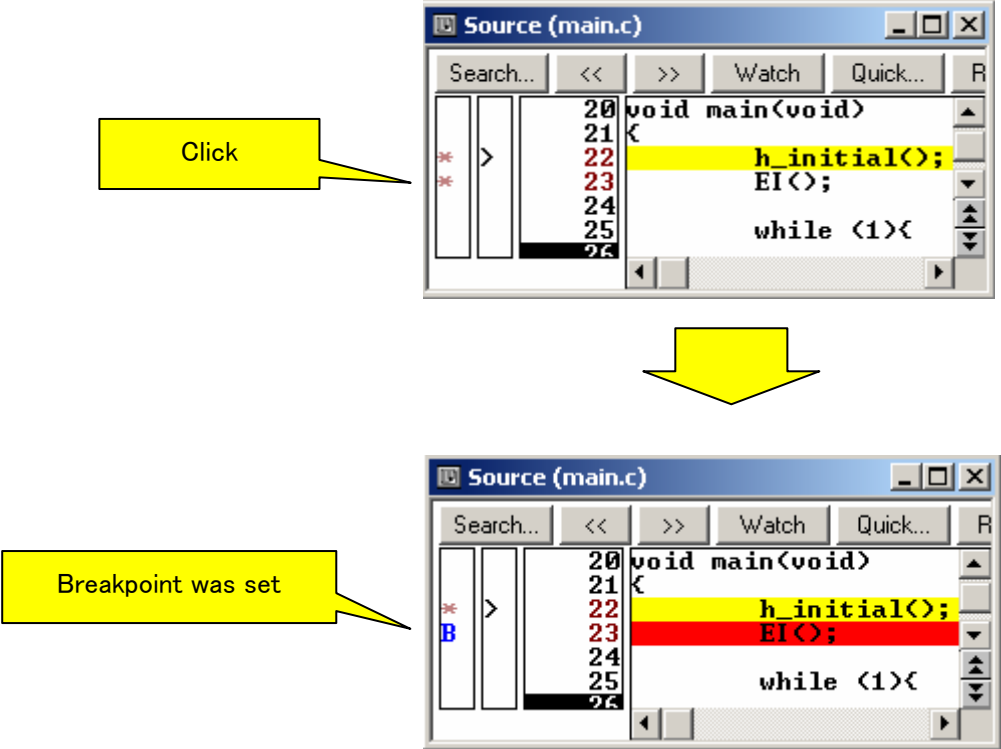 Source (main.c)
Search... << >> Watch Quick... R
20 void main(void)
21 {
* > 22 h_initial();
* 23 EI();
24
25 while (1){
26
Click
Source (main.c)
Search... << >> Watch Quick... R
20 void main(void)
21 {
* > 22 h_initial();
B 23 EI();
24
25 while (1){
26
Breakpoint was set